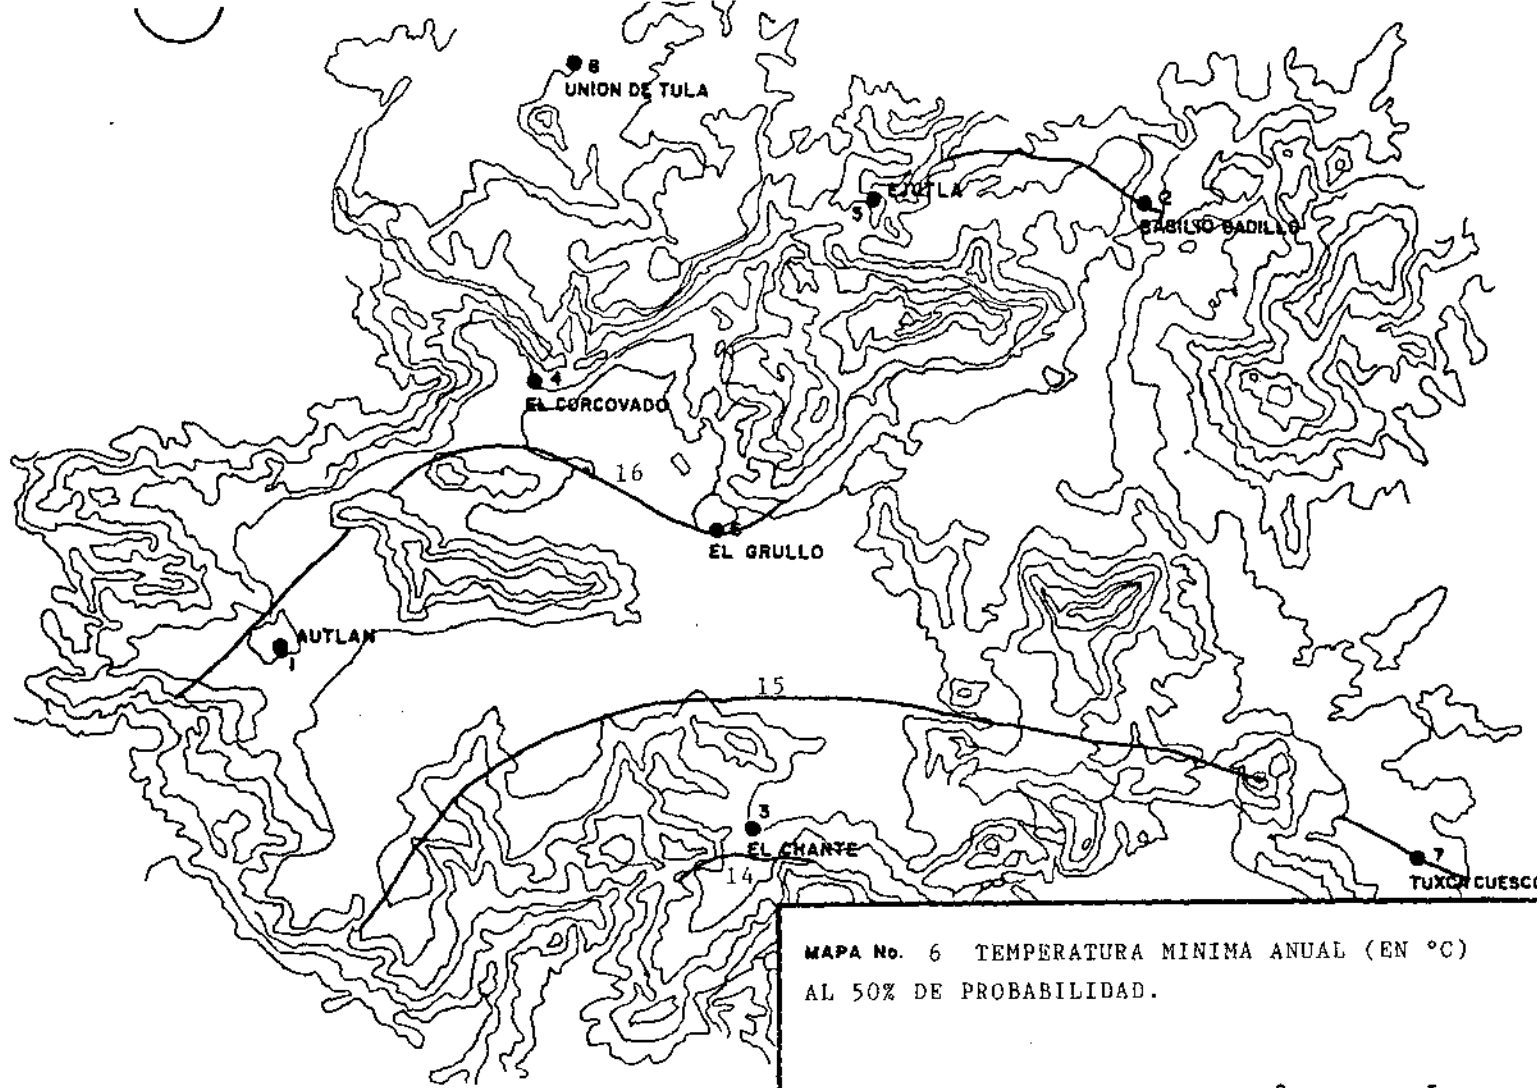 8
UNION DE TULA
EJUTLA
5
2
BASILIO BADILLO
4
EL CORCOVADO
16
6
EL GRULLO
AUTLAN
1
15
3
EL CHANTE
14
7
TUXCACUESCO
MAPA No. 6 TEMPERATURA MINIMA ANUAL (EN °C)
AL 50% DE PROBABILIDAD.